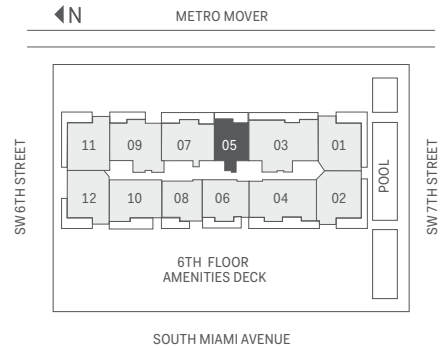 N
METRO MOVER
SW 6TH STREET
11 09 07 05 03 01
12 10 08 06 04 02
POOL
SW 7TH STREET
6TH FLOOR
AMENITIES DECK
SOUTH MIAMI AVENUE